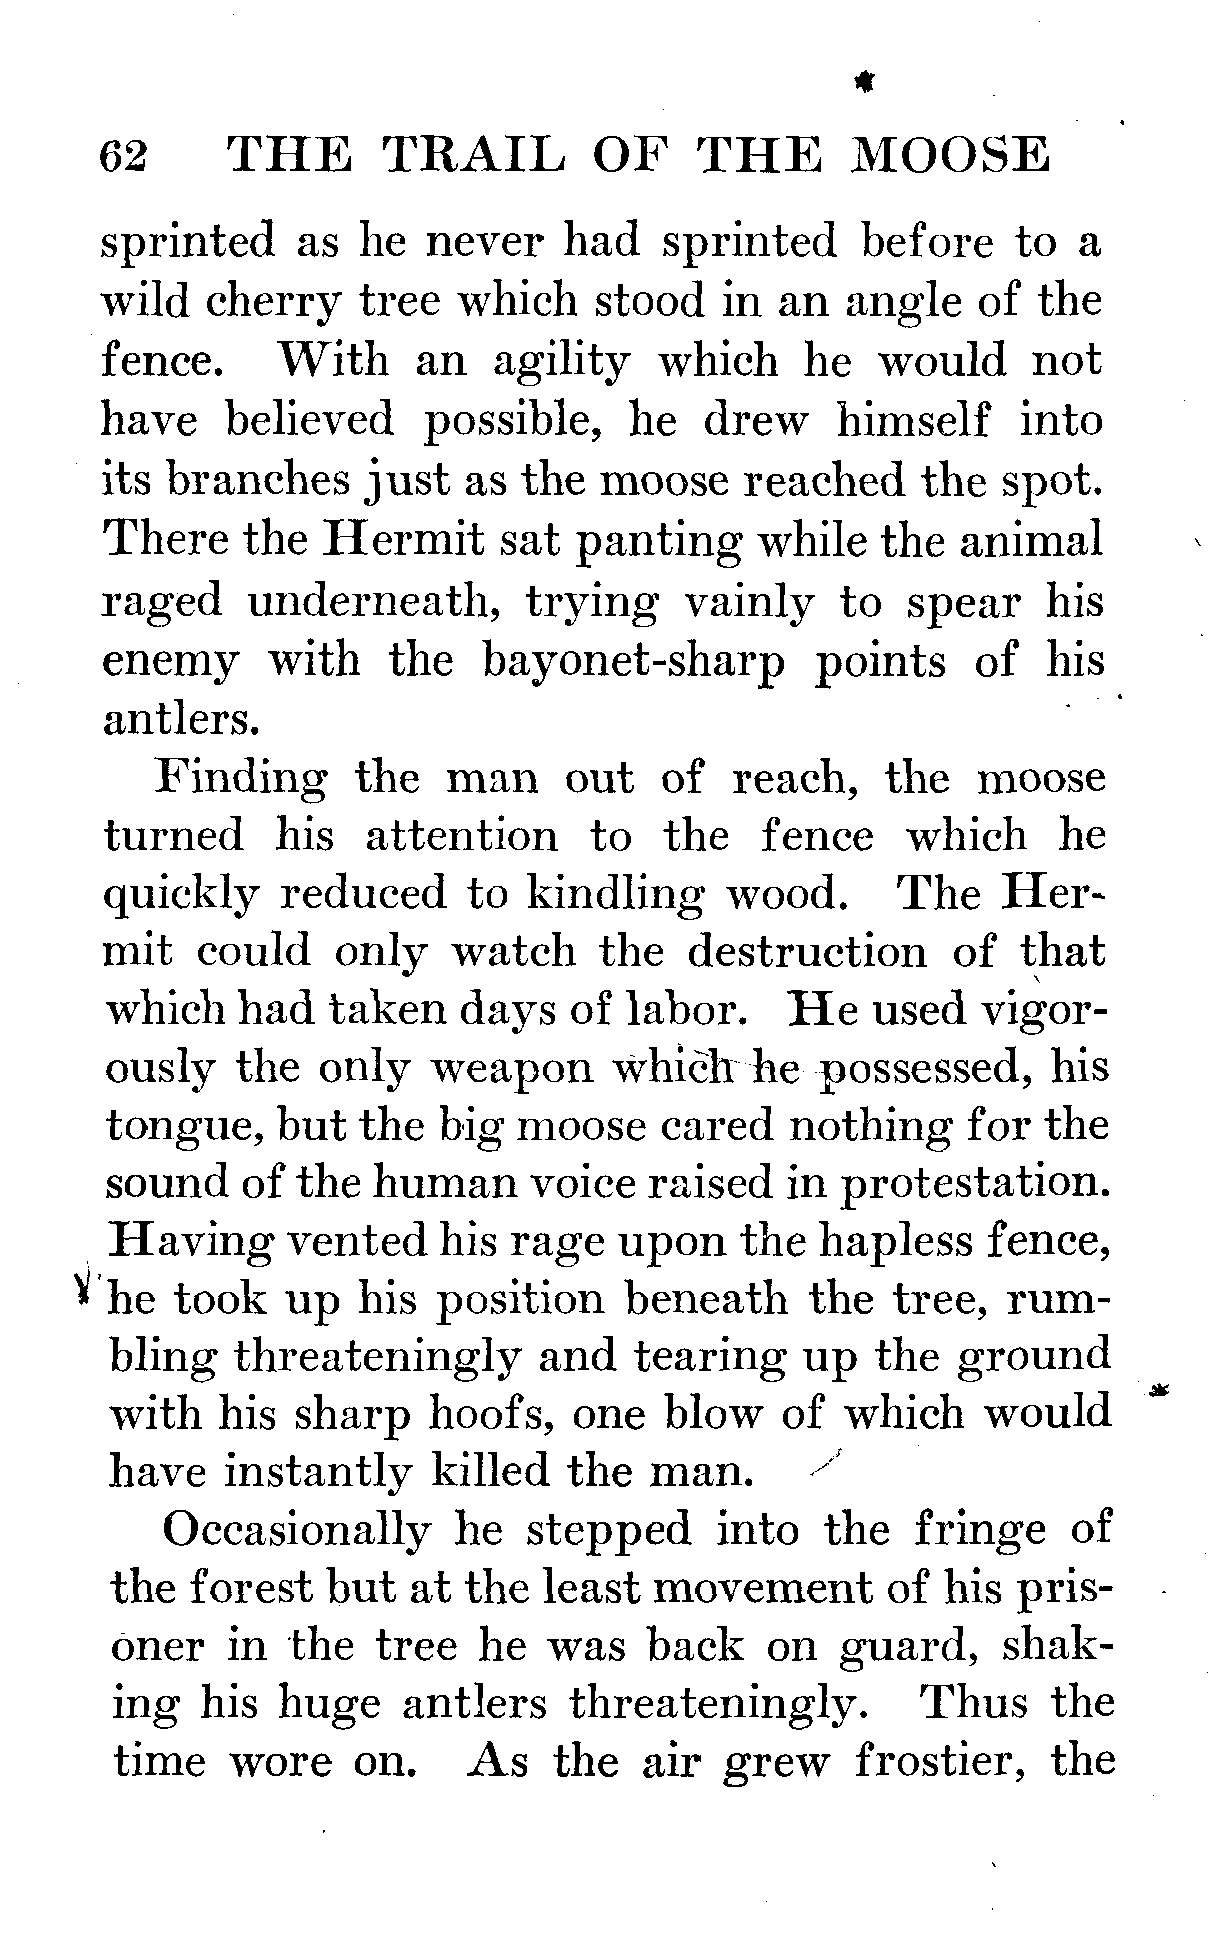 62 THE TRAIL OF THE MOOSE
sprinted as he never had sprinted before to a
wild cherry tree which stood in an angle of the
fence. With an agility which he would not
have believed possible, he drew himself into
its branches just as the moose reached the spot.
There the Hermit sat panting while the animal
raged underneath, trying vainly to spear his
enemy with the bayonet-sharp points of his
antlers.
Finding the man out of reach, the moose
turned his attention to the fence which he
quickly reduced to kindling wood. The Her-
mit could only watch the destruction of that
which had taken days of labor. He used vigor-
ously the only weapon which he possessed, his
tongue, but the big moose cared nothing for the
sound of the human voice raised in protestation.
Having vented his rage upon the hapless fence,
he took up his position beneath the tree, rum-
bling threateningly and tearing up the ground
with his sharp hoofs, one blow of which would
have instantly killed the man.
Occasionally he stepped into the fringe of
the forest but at the least movement of his pris-
oner in the tree he was back on guard, shak-
ing his huge antlers threateningly. Thus the
time wore on. As the air grew frostier, the